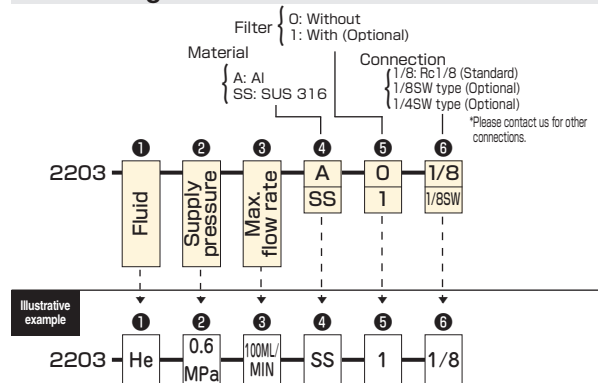 Filter
0: Without
1: With (Optional)
Material
A: Al
SS: SUS 316
Connection
1/8: Rc1/8 (Standard)
1/8SW type (Optional)
1/4SW type (Optional)
*Please contact us for other
connections.
❶ ❷ ❸ ❹ ❺ ❻
2203
Fluid
Supply
pressure
Max.
flow rate
A
SS
0
1
1/8
1/8SW
Illustrative
example
❶ ❷ ❸ ❹ ❺ ❻
2203
He
0.6
MPa
100ML/
MIN
SS
1
1/8